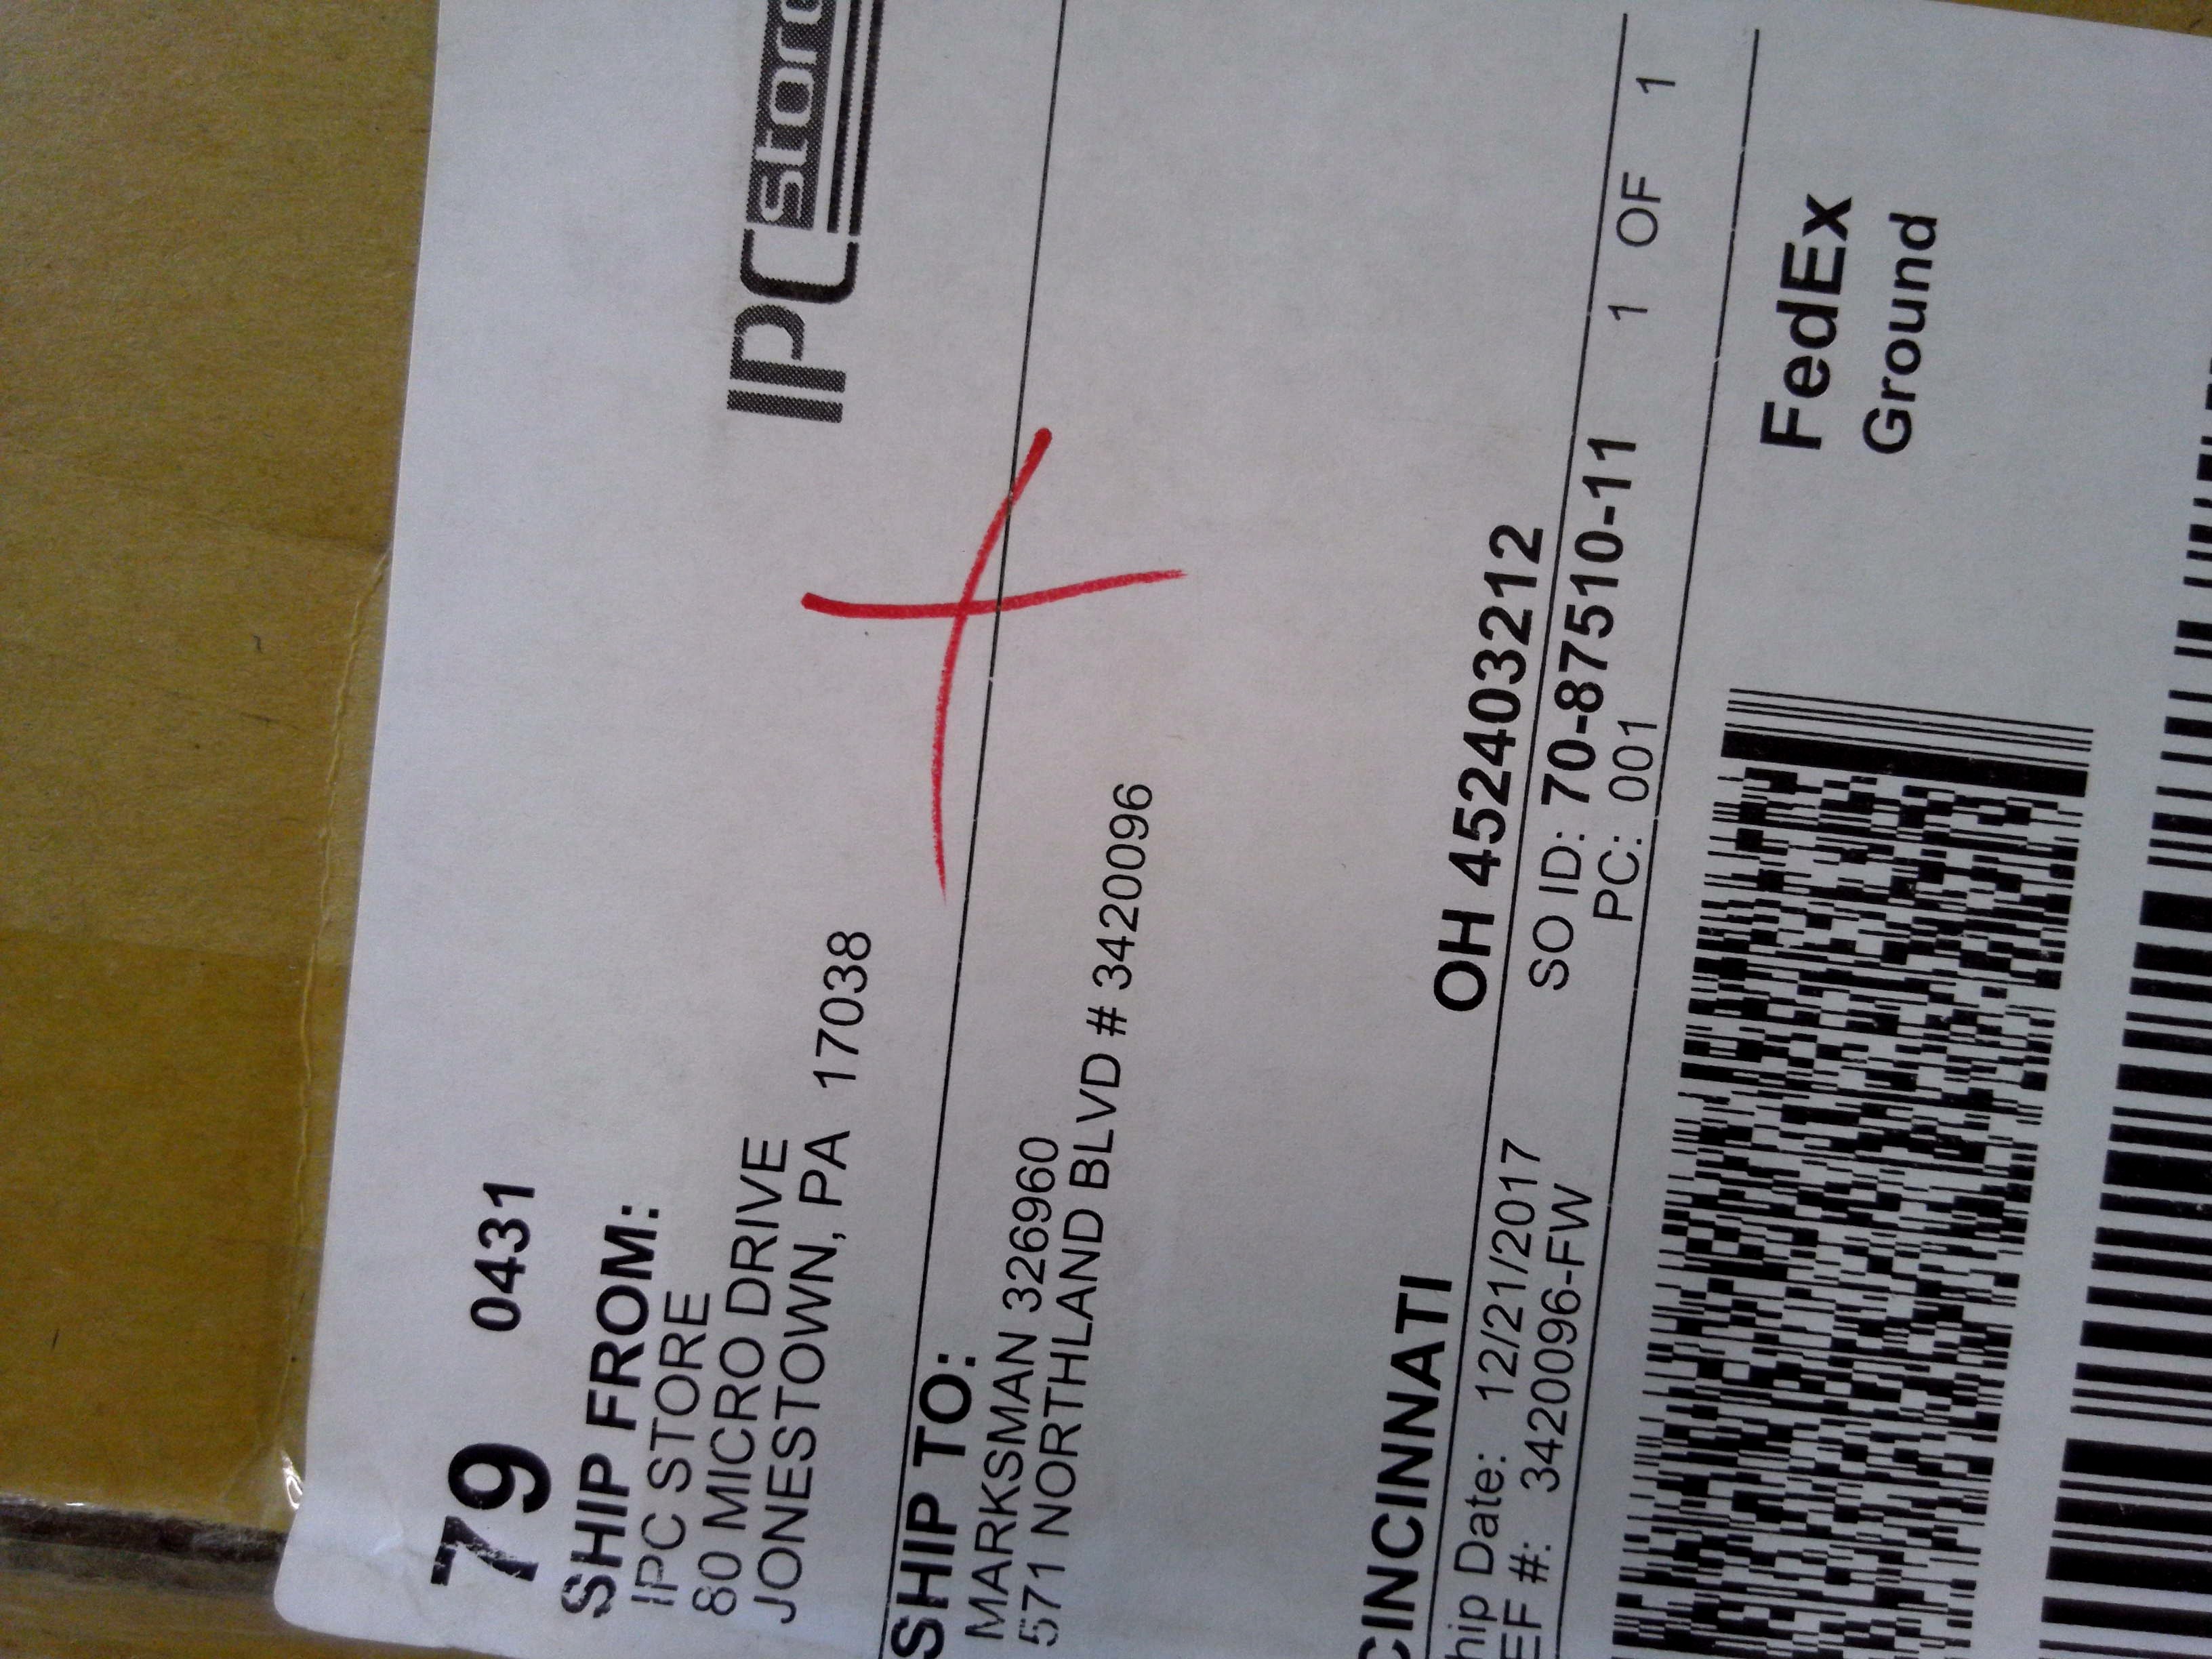 79 0431
SHIP FROM:
IPC STORE
80 MICRO DRIVE
JONESTOWN, PA 17038
IPC store
SHIP TO:
MARKSMAN 326960
571 NORTHLAND BLVD # 3420096
CINCINNATI OH 452403212
hip Date: 12/21/2017 SO ID: 70-87510-11 1 OF 1
EF #: 3420096-FW PC: 001
FedEx
Ground